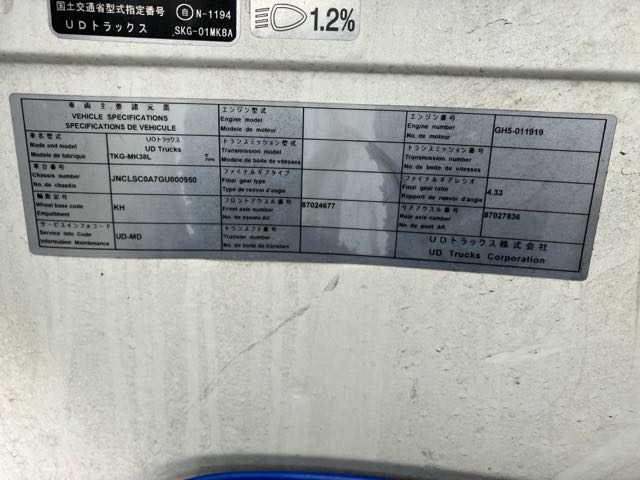 国土交通省型式指定番号 自 N-1194
UDトラックス SKG-01MK8A
1.2%
車両主要諸元票
VEHICLE SPECIFICATIONS
SPECIFICATIONS DE VEHICULE
エンジン型式
Engine model
Modele de moteur
エンジン番号
Engine number
No. de moteur
GH5-011919
車名型式
Made and model
Modele de fabrique
UDトラックス
UD Trucks
TKG-MK38L
TYPE
トランスミッション型式
Transmission model
Modele de boite de vitesses
トランスミッション番号
Transmission number
No. de boite de vitesses
車台番号
Chassis number
No. de chassis
JNCLSC0A7GU000950
ファイナルギアタイプ
Final gear type
Type de renvoi d'angle
ファイナルギアレシオ
Final gear ratio
Rapport de renvoi d'angle
4.33
軸距記号
Wheel base code
Empattement
KH
フロントアクスル番号
Front axle number
No. de essieu AV
87024677
リヤアクスル番号
Rear axle number
No. de pont AR
87027836
サービスインフォコード
Service Info Code
Information Maintenance
UD-MD
トランスファ番号
Transfer number
No. de boite de transfert
UDトラックス株式会社
UD Trucks Corporation